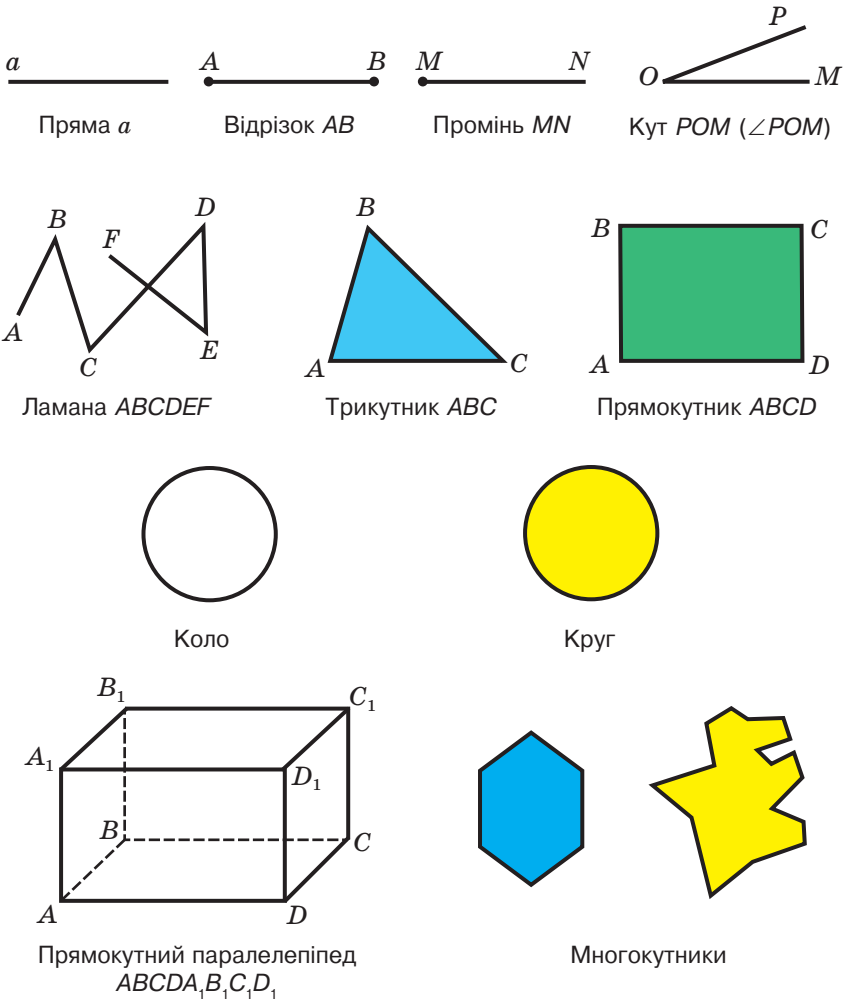 a A B M N P O M
Пряма a Відрізок AB Промінь MN Кут POM (∠POM)
B F D A C E B A C B C A D
Ламана ABCDEF Трикутник ABC Прямокутник ABCD
Коло Круг
B₁ C₁ A₁ D₁ B C A D
Прямокутний паралелепіпед Многокутники
ABCDA₁B₁C₁D₁